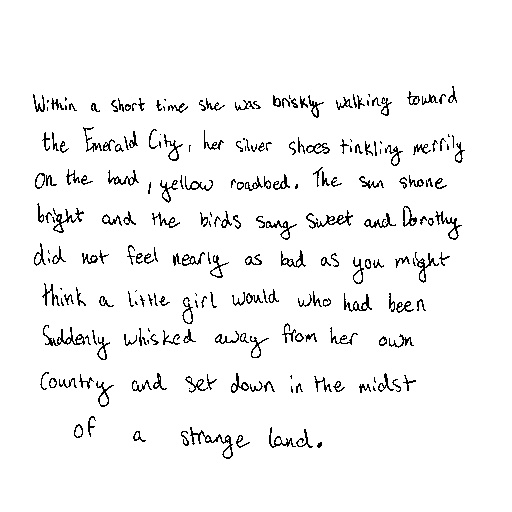 Within a short time she was briskly walking toward
the Emerald City, her silver shoes tinkling merrily
on the hard, yellow roadbed. The sun shone
bright and the birds sang sweet and Dorothy
did not feel nearly as bad as you might
think a little girl would who had been
suddenly whisked away from her own
country and set down in the midst
of a strange land.